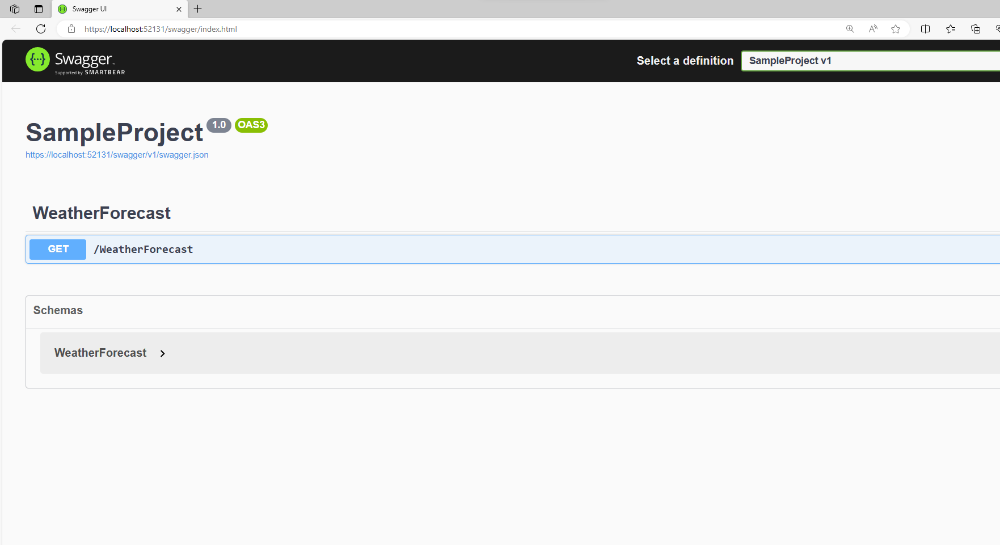 Swagger UI
https://localhost:52131/swagger/index.html
Swagger
Supported by SMARTBEAR
Select a definition
SampleProject v1
SampleProject 1.0 OAS3
https://localhost:52131/swagger/v1/swagger.json
WeatherForecast
GET /WeatherForecast
Schemas
WeatherForecast